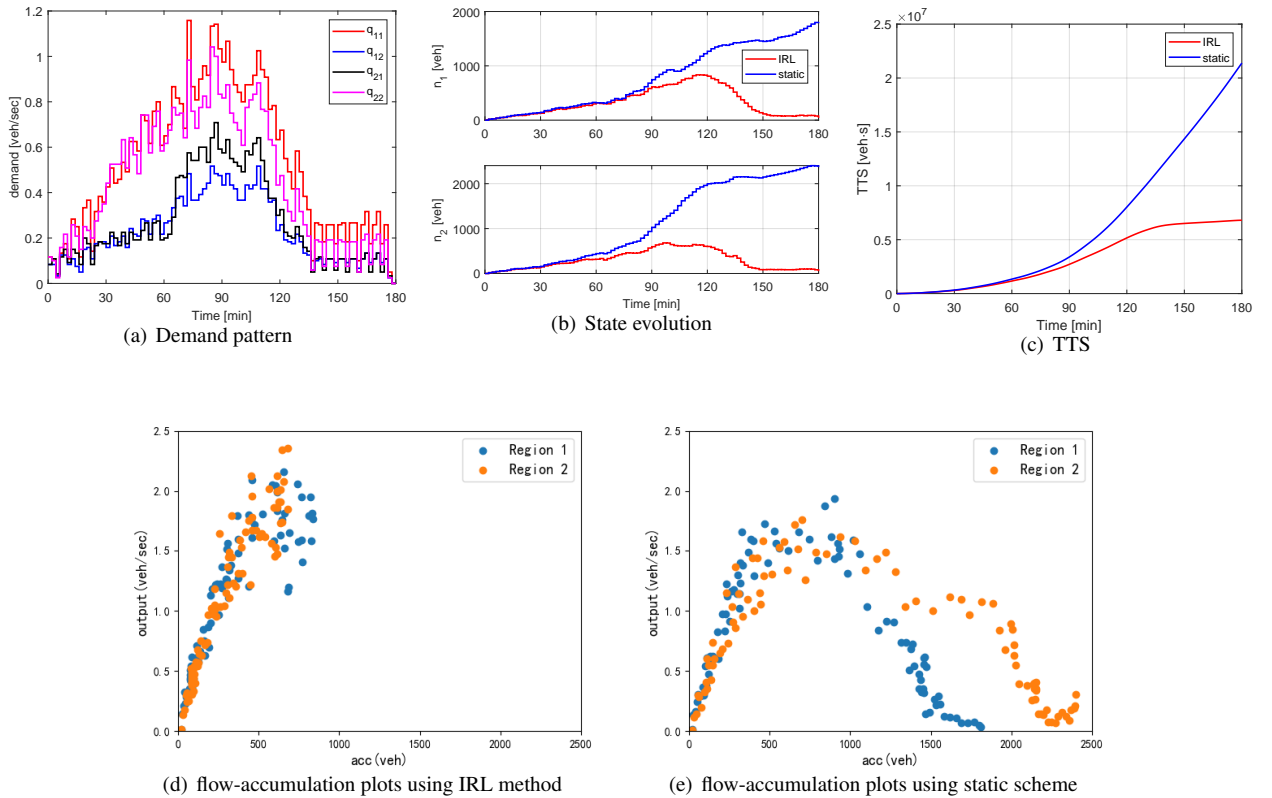 1.2
1
0.8
0.6
0.4
0.2
0
demand [veh/sec]
q11
q12
q21
q22
0 30 60 90 120 150 180
Time [min]
(a) Demand pattern
2000
1000
0
n1 [veh]
IRL
static
0 30 60 90 120 150 180
2000
1000
0
n2 [veh]
0 30 60 90 120 150 180
Time [min]
(b) State evolution
×10^7
2.5
2
1.5
1
0.5
0
TTS [veh·s]
IRL
static
0 30 60 90 120 150 180
Time [min]
(c) TTS
2.5
2.0
1.5
1.0
0.5
0.0
output(veh/sec)
Region 1
Region 2
0 500 1000 1500 2000 2500
acc(veh)
(d) flow-accumulation plots using IRL method
2.5
2.0
1.5
1.0
0.5
0.0
output(veh/sec)
Region 1
Region 2
0 500 1000 1500 2000 2500
acc(veh)
(e) flow-accumulation plots using static scheme